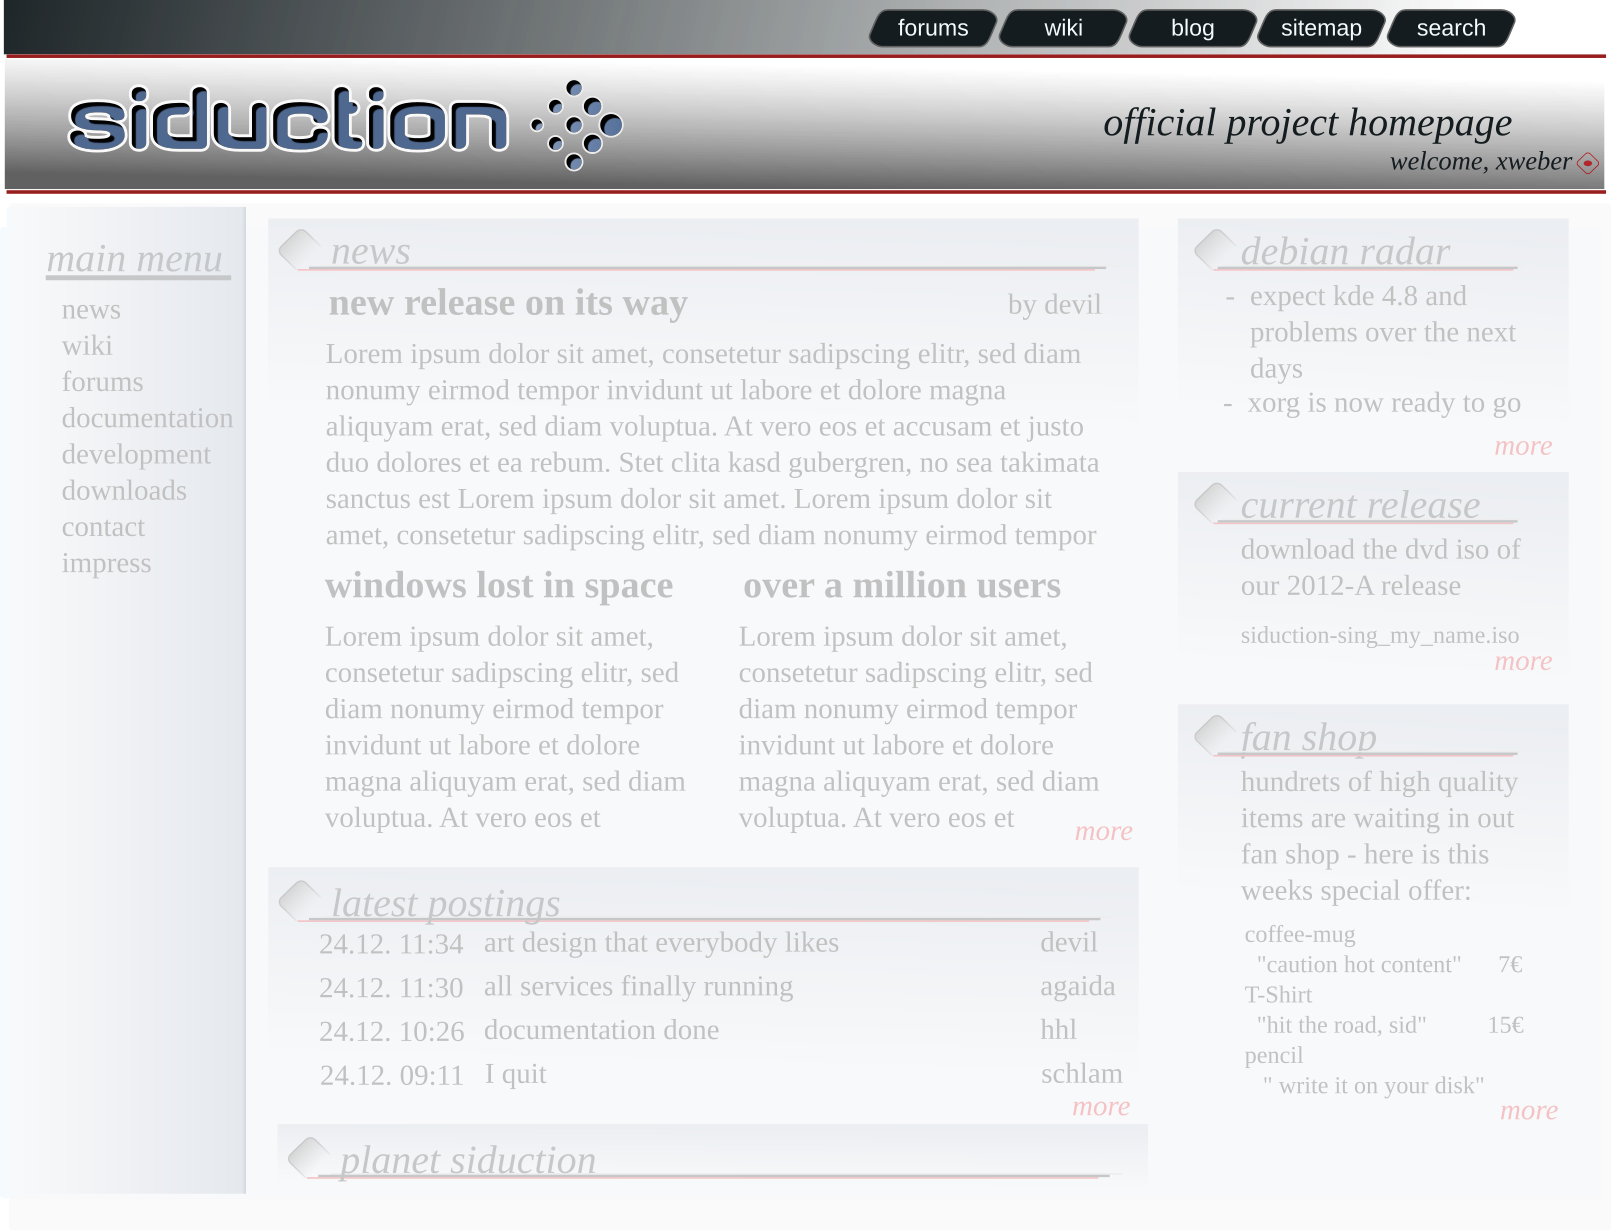 forums wiki blog sitemap search
siduction
official project homepage
welcome, xweber
main menu
news
wiki
forums
documentation
development
downloads
contact
impress
news
new release on its way by devil
Lorem ipsum dolor sit amet, consetetur sadipscing elitr, sed diam
nonumy eirmod tempor invidunt ut labore et dolore magna
aliquyam erat, sed diam voluptua. At vero eos et accusam et justo
duo dolores et ea rebum. Stet clita kasd gubergren, no sea takimata
sanctus est Lorem ipsum dolor sit amet. Lorem ipsum dolor sit
amet, consetetur sadipscing elitr, sed diam nonumy eirmod tempor
windows lost in space
Lorem ipsum dolor sit amet,
consetetur sadipscing elitr, sed
diam nonumy eirmod tempor
invidunt ut labore et dolore
magna aliquyam erat, sed diam
voluptua. At vero eos et
over a million users
Lorem ipsum dolor sit amet,
consetetur sadipscing elitr, sed
diam nonumy eirmod tempor
invidunt ut labore et dolore
magna aliquyam erat, sed diam
voluptua. At vero eos et
more
latest postings
24.12. 11:34 art design that everybody likes devil
24.12. 11:30 all services finally running agaida
24.12. 10:26 documentation done hhl
24.12. 09:11 I quit schlam
more
planet siduction
debian radar
- expect kde 4.8 and
problems over the next
days
- xorg is now ready to go
more
current release
download the dvd iso of
our 2012-A release
siduction-sing_my_name.iso
more
fan shop
hundrets of high quality
items are waiting in out
fan shop - here is this
weeks special offer:
coffee-mug
"caution hot content" 7€
T-Shirt
"hit the road, sid" 15€
pencil
" write it on your disk"
more